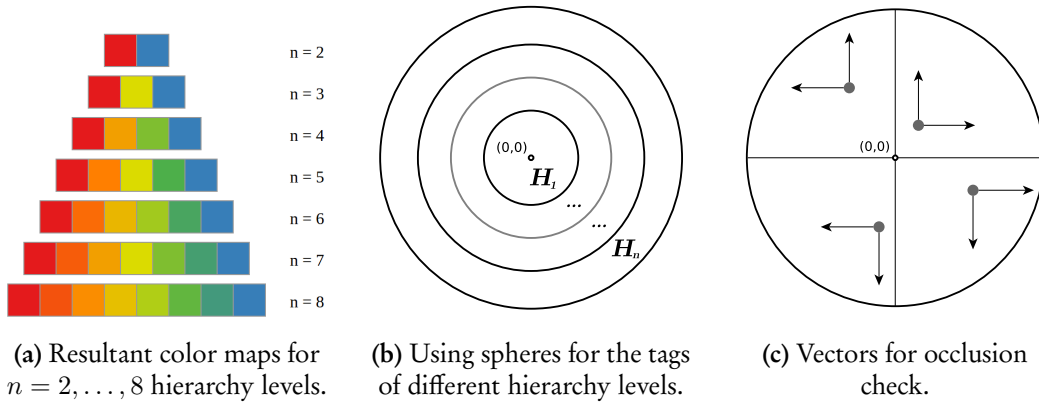 n = 2
n = 3
n = 4
n = 5
n = 6
n = 7
n = 8
(a) Resultant color maps for
n = 2, . . . , 8 hierarchy levels.
(0,0)
H1
...
...
Hn
(b) Using spheres for the tags
of different hierarchy levels.
(0,0)
(c) Vectors for occlusion
check.